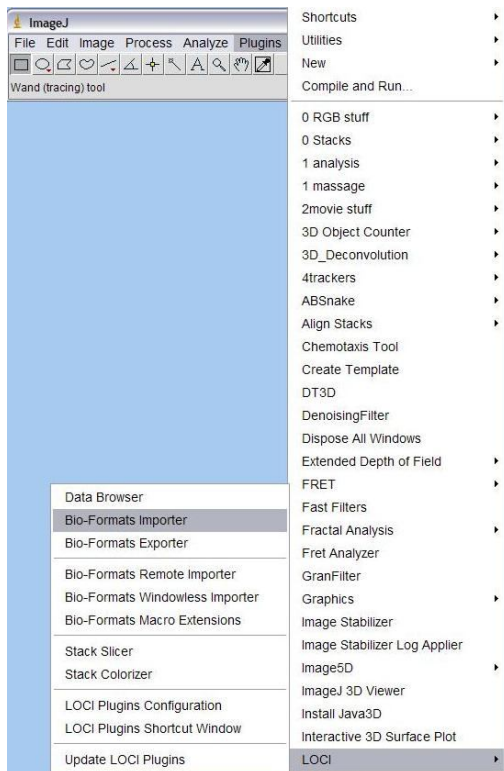 ImageJ
File Edit Image Process Analyze Plugins
A
Wand (tracing) tool
Shortcuts
Utilities
New
Compile and Run...
0 RGB stuff
0 Stacks
1 analysis
1 massage
2movie stuff
3D Object Counter
3D_Deconvolution
4trackers
ABSnake
Align Stacks
Chemotaxis Tool
Create Template
DT3D
DenoisingFilter
Dispose All Windows
Extended Depth of Field
FRET
Fast Filters
Fractal Analysis
Fret Analyzer
GranFilter
Graphics
Image Stabilizer
Image Stabilizer Log Applier
Image5D
ImageJ 3D Viewer
Install Java3D
Interactive 3D Surface Plot
LOCI
Data Browser
Bio-Formats Importer
Bio-Formats Exporter
Bio-Formats Remote Importer
Bio-Formats Windowless Importer
Bio-Formats Macro Extensions
Stack Slicer
Stack Colorizer
LOCI Plugins Configuration
LOCI Plugins Shortcut Window
Update LOCI Plugins